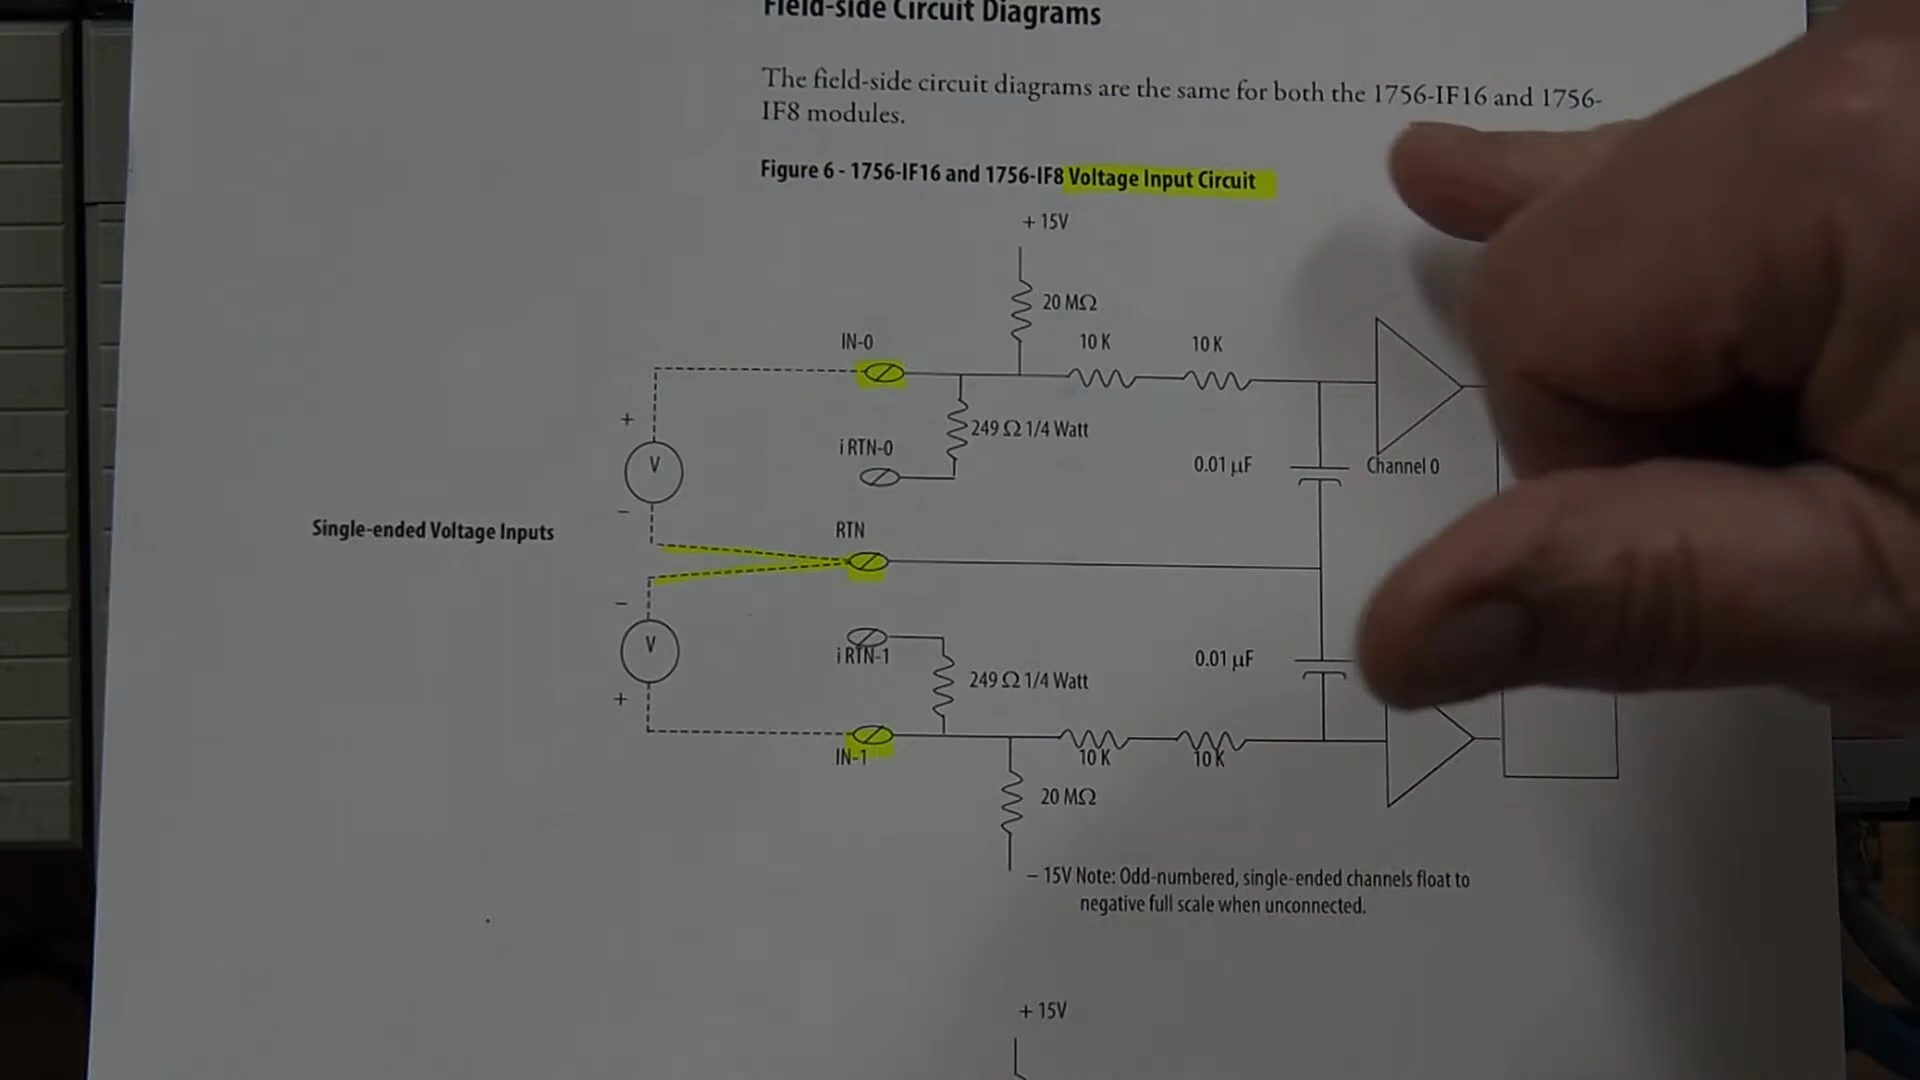 Field-side Circuit Diagrams
The field-side circuit diagrams are the same for both the 1756-IF16 and 1756-
IF8 modules.
Figure 6 - 1756-IF16 and 1756-IF8 Voltage Input Circuit
+ 15V
20 MΩ
IN-0
10 K
10 K
+
249 Ω 1/4 Watt
i RTN-0
V
0.01 µF
Channel 0
−
Single-ended Voltage Inputs
RTN
−
V
i RTN-1
0.01 µF
249 Ω 1/4 Watt
+
IN-1
10 K
10 K
20 MΩ
− 15V Note: Odd-numbered, single-ended channels float to
negative full scale when unconnected.
+ 15V